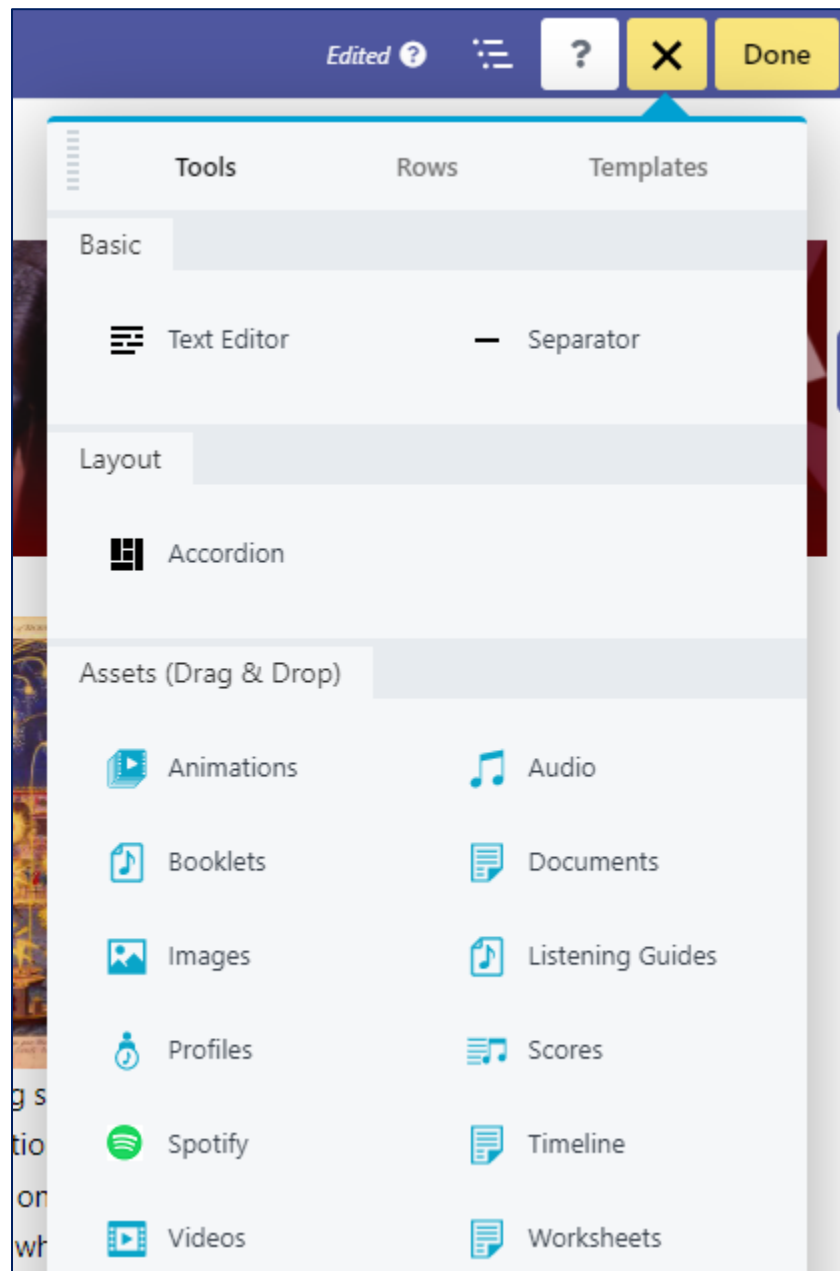 Edited ?
? Done
Tools Rows Templates
Basic
Text Editor Separator
Layout
Accordion
Assets (Drag & Drop)
Animations Audio
Booklets Documents
Images Listening Guides
Profiles Scores
Spotify Timeline
Videos Worksheets